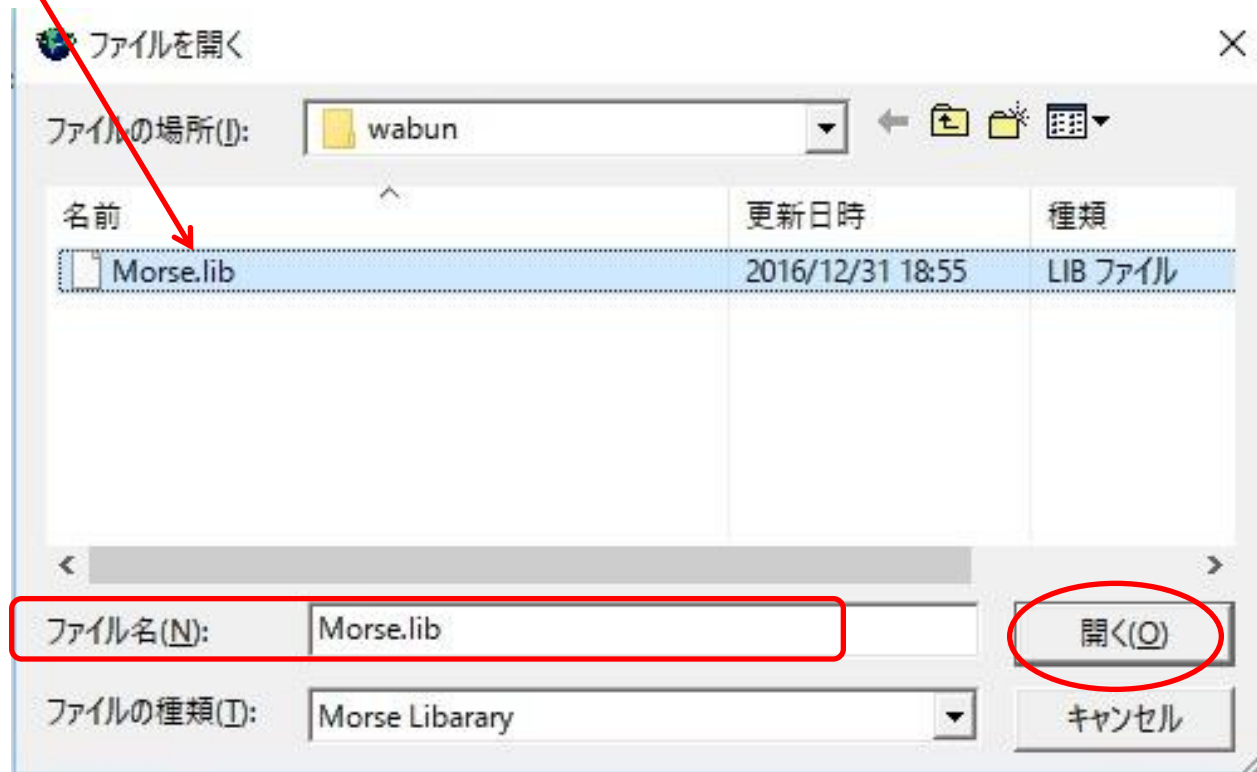 ファイルを開く
ファイルの場所(I): wabun
名前 更新日時 種類
Morse.lib 2016/12/31 18:55 LIB ファイル
ファイル名(N): Morse.lib 開く(O)
ファイルの種類(T): Morse Libarary キャンセル